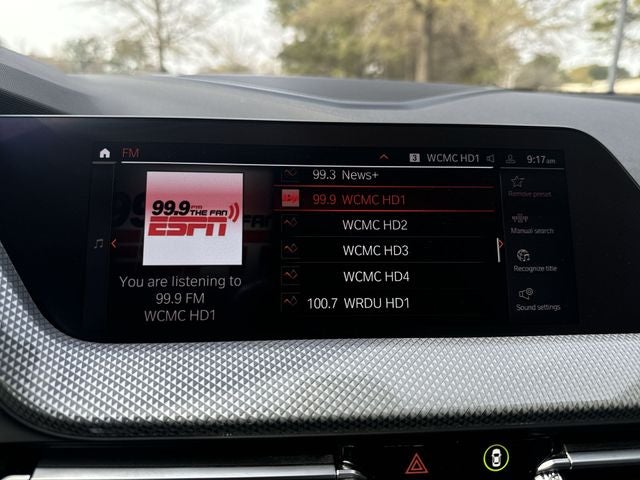 FM
3 WCMC HD1
9:17 am
99.9 FM
THE FAN
ESPN
You are listening to
99.9 FM
WCMC HD1
99.3 News+
99.9 WCMC HD1
WCMC HD2
WCMC HD3
WCMC HD4
100.7 WRDU HD1
Remove preset
Manual search
Recognize title
Sound settings